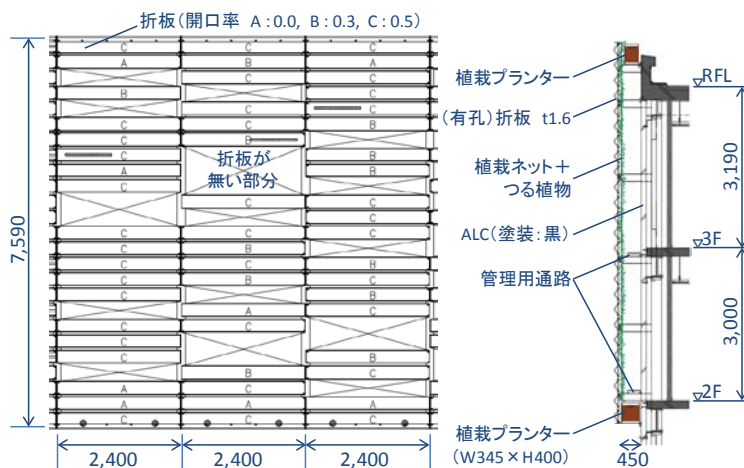 折板（開口率 A：0.0, B：0.3, C：0.5）
C C C
A B A
C C
B C
C C C
C C B
C B
C B
A B
C C
C C
C
C C
C B C
C C B
C B C
C B
A C
C C
C
C B
B
A C C
A A A
C C C
折板が
無い部分
7,590
2,400 2,400 2,400
植栽プランター
（有孔）折板 t1.6
植栽ネット＋
つる植物
ALC（塗装：黒）
管理用通路
植栽プランター
（W345×H400）
RFL
3,190
3F
3,000
2F
450